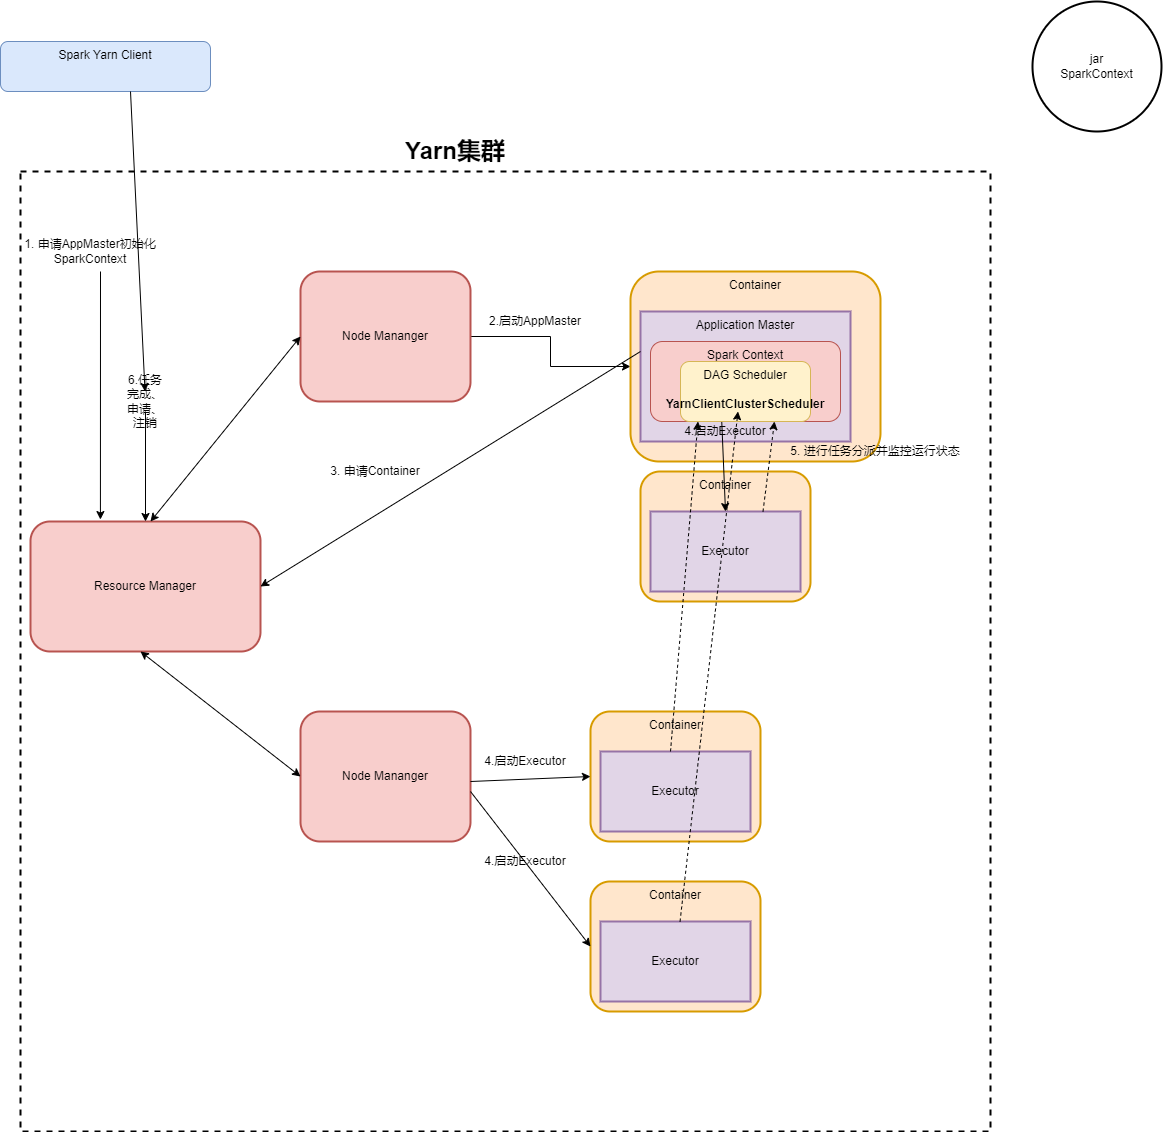 Spark Yarn Client
jar
SparkContext
Yarn集群
1. 申请AppMaster初始化
SparkContext
Container
2.启动AppMaster
Application Master
Node Mananger
Spark Context
DAG Scheduler
6.任务
完成、
申请、
注销
YarnClientClusterScheduler
4.启动Executor
5. 进行任务分派并监控运行状态
3. 申请Container
Container
Executor
Resource Manager
Container
4.启动Executor
Node Mananger
Executor
4.启动Executor
Container
Executor